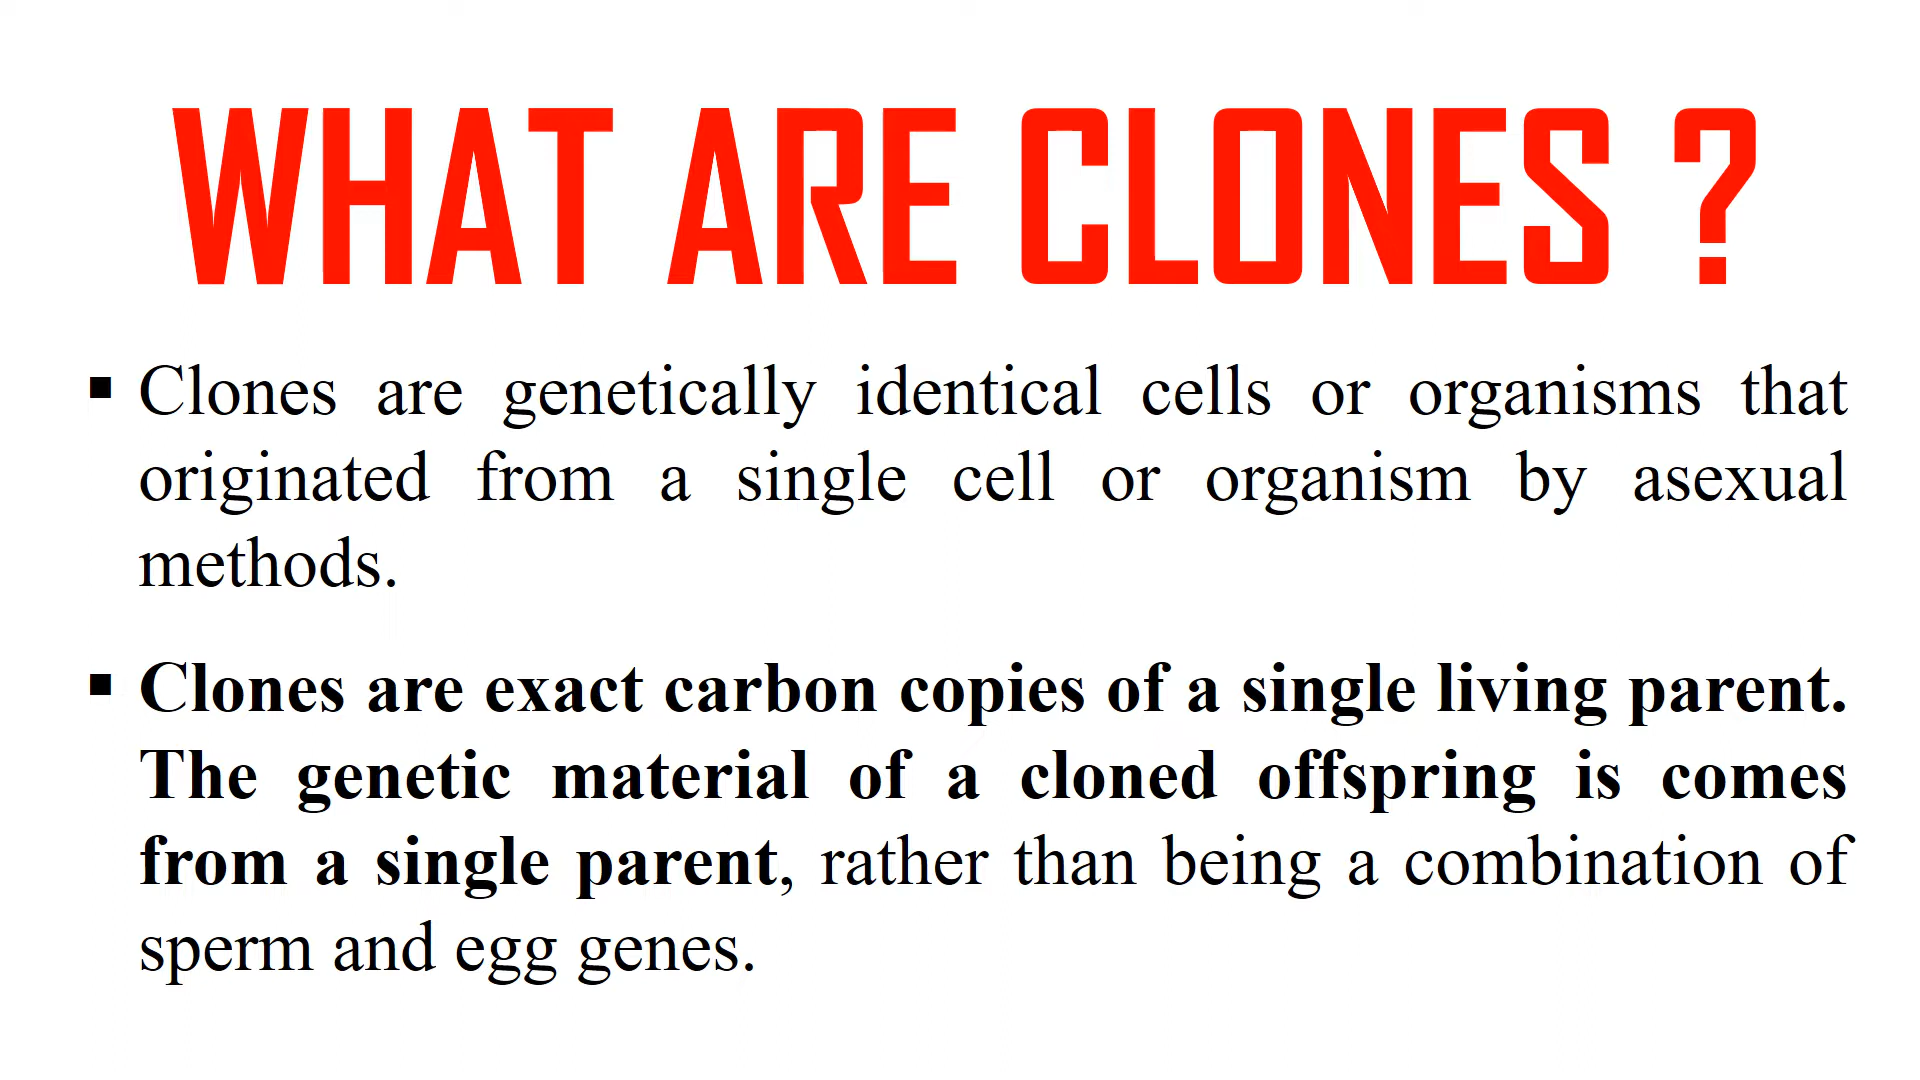 WHAT ARE CLONES ?
▪ Clones are genetically identical cells or organisms that
originated from a single cell or organism by asexual
methods.
▪ Clones are exact carbon copies of a single living parent.
The genetic material of a cloned offspring is comes
from a single parent, rather than being a combination of
sperm and egg genes.